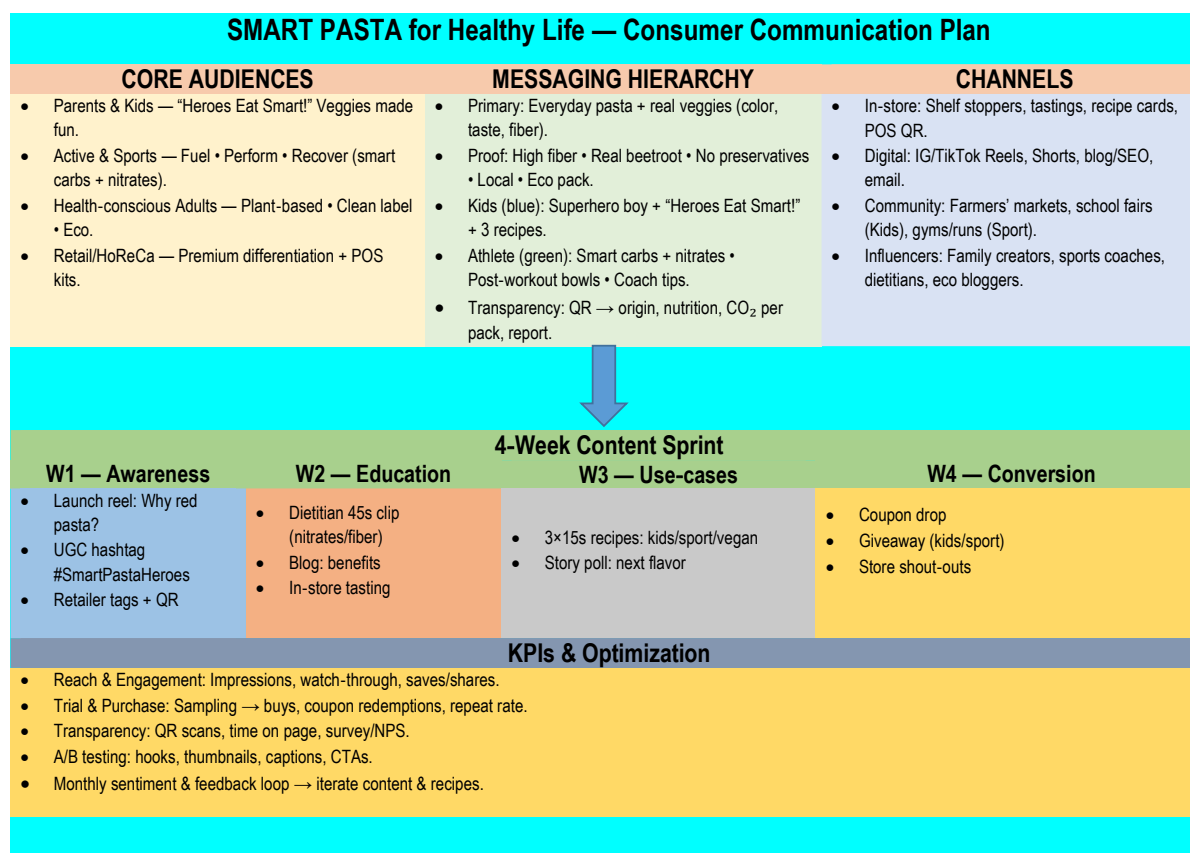 SMART PASTA for Healthy Life — Consumer Communication Plan
CORE AUDIENCES
• Parents & Kids — “Heroes Eat Smart!” Veggies made
fun.
• Active & Sports — Fuel • Perform • Recover (smart
carbs + nitrates).
• Health-conscious Adults — Plant-based • Clean label
• Eco.
• Retail/HoReCa — Premium differentiation + POS
kits.
MESSAGING HIERARCHY
• Primary: Everyday pasta + real veggies (color,
taste, fiber).
• Proof: High fiber • Real beetroot • No preservatives
• Local • Eco pack.
• Kids (blue): Superhero boy + “Heroes Eat Smart!”
+ 3 recipes.
• Athlete (green): Smart carbs + nitrates •
Post-workout bowls • Coach tips.
• Transparency: QR → origin, nutrition, CO₂ per
pack, report.
CHANNELS
• In-store: Shelf stoppers, tastings, recipe cards,
POS QR.
• Digital: IG/TikTok Reels, Shorts, blog/SEO,
email.
• Community: Farmers’ markets, school fairs
(Kids), gyms/runs (Sport).
• Influencers: Family creators, sports coaches,
dietitians, eco bloggers.
4-Week Content Sprint
W1 — Awareness
• Launch reel: Why red
pasta?
• UGC hashtag
#SmartPastaHeroes
• Retailer tags + QR
W2 — Education
• Dietitian 45s clip
(nitrates/fiber)
• Blog: benefits
• In-store tasting
W3 — Use-cases
• 3×15s recipes: kids/sport/vegan
• Story poll: next flavor
W4 — Conversion
• Coupon drop
• Giveaway (kids/sport)
• Store shout-outs
KPIs & Optimization
• Reach & Engagement: Impressions, watch-through, saves/shares.
• Trial & Purchase: Sampling → buys, coupon redemptions, repeat rate.
• Transparency: QR scans, time on page, survey/NPS.
• A/B testing: hooks, thumbnails, captions, CTAs.
• Monthly sentiment & feedback loop → iterate content & recipes.